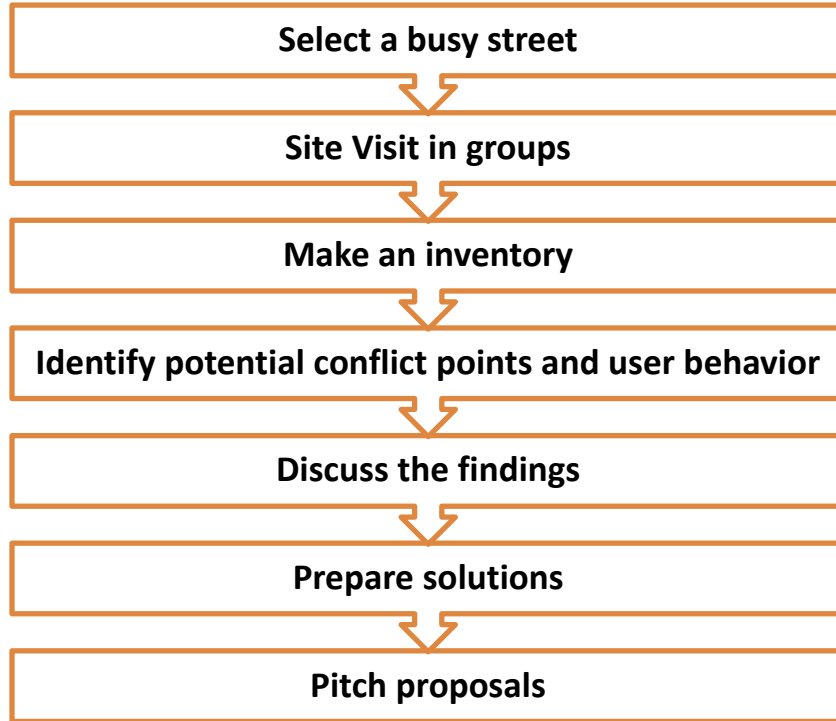 Select a busy street
Site Visit in groups
Make an inventory
Identify potential conflict points and user behavior
Discuss the findings
Prepare solutions
Pitch proposals